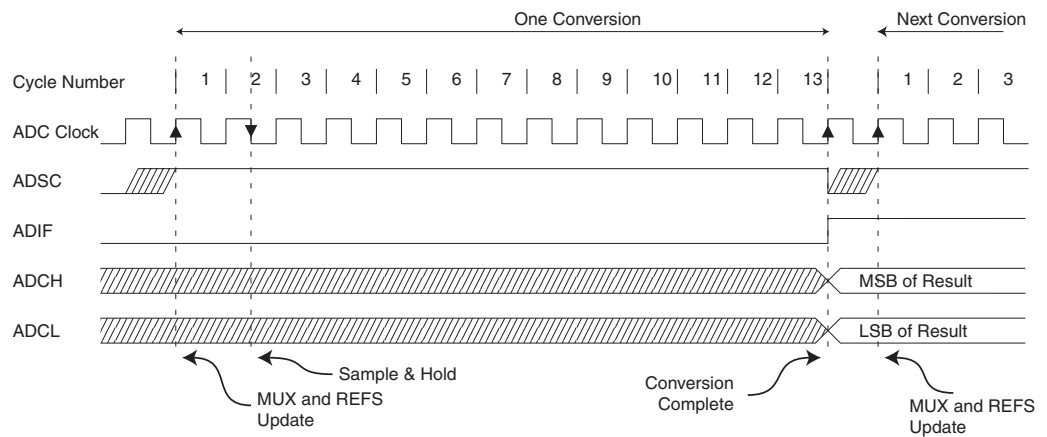 One Conversion Next Conversion
Cycle Number 1 2 3 4 5 6 7 8 9 10 11 12 13 1 2 3
ADC Clock
ADSC
ADIF
ADCH MSB of Result
ADCL LSB of Result
Sample & Hold
MUX and REFS
Update
Conversion
Complete
MUX and REFS
Update